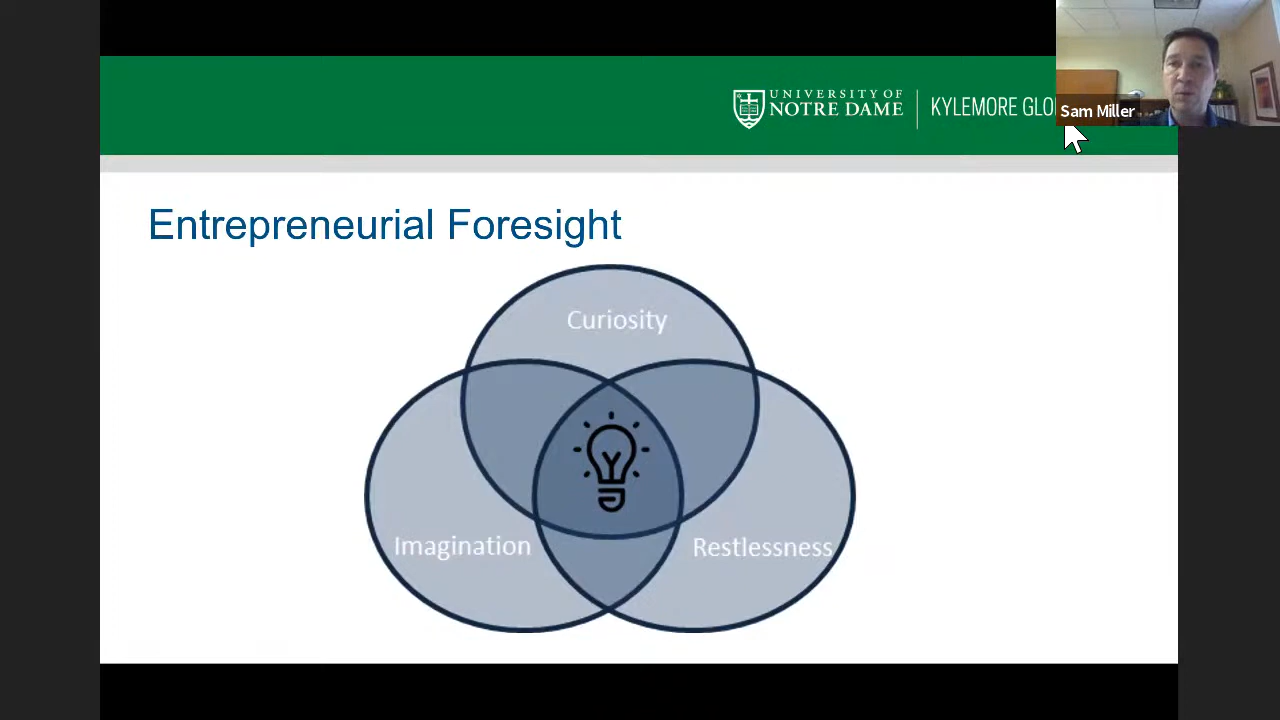 UNIVERSITY OF
NOTRE DAME
KYLEMORE GLO
Sam Miller
Entrepreneurial Foresight
Curiosity
Imagination
Restlessness